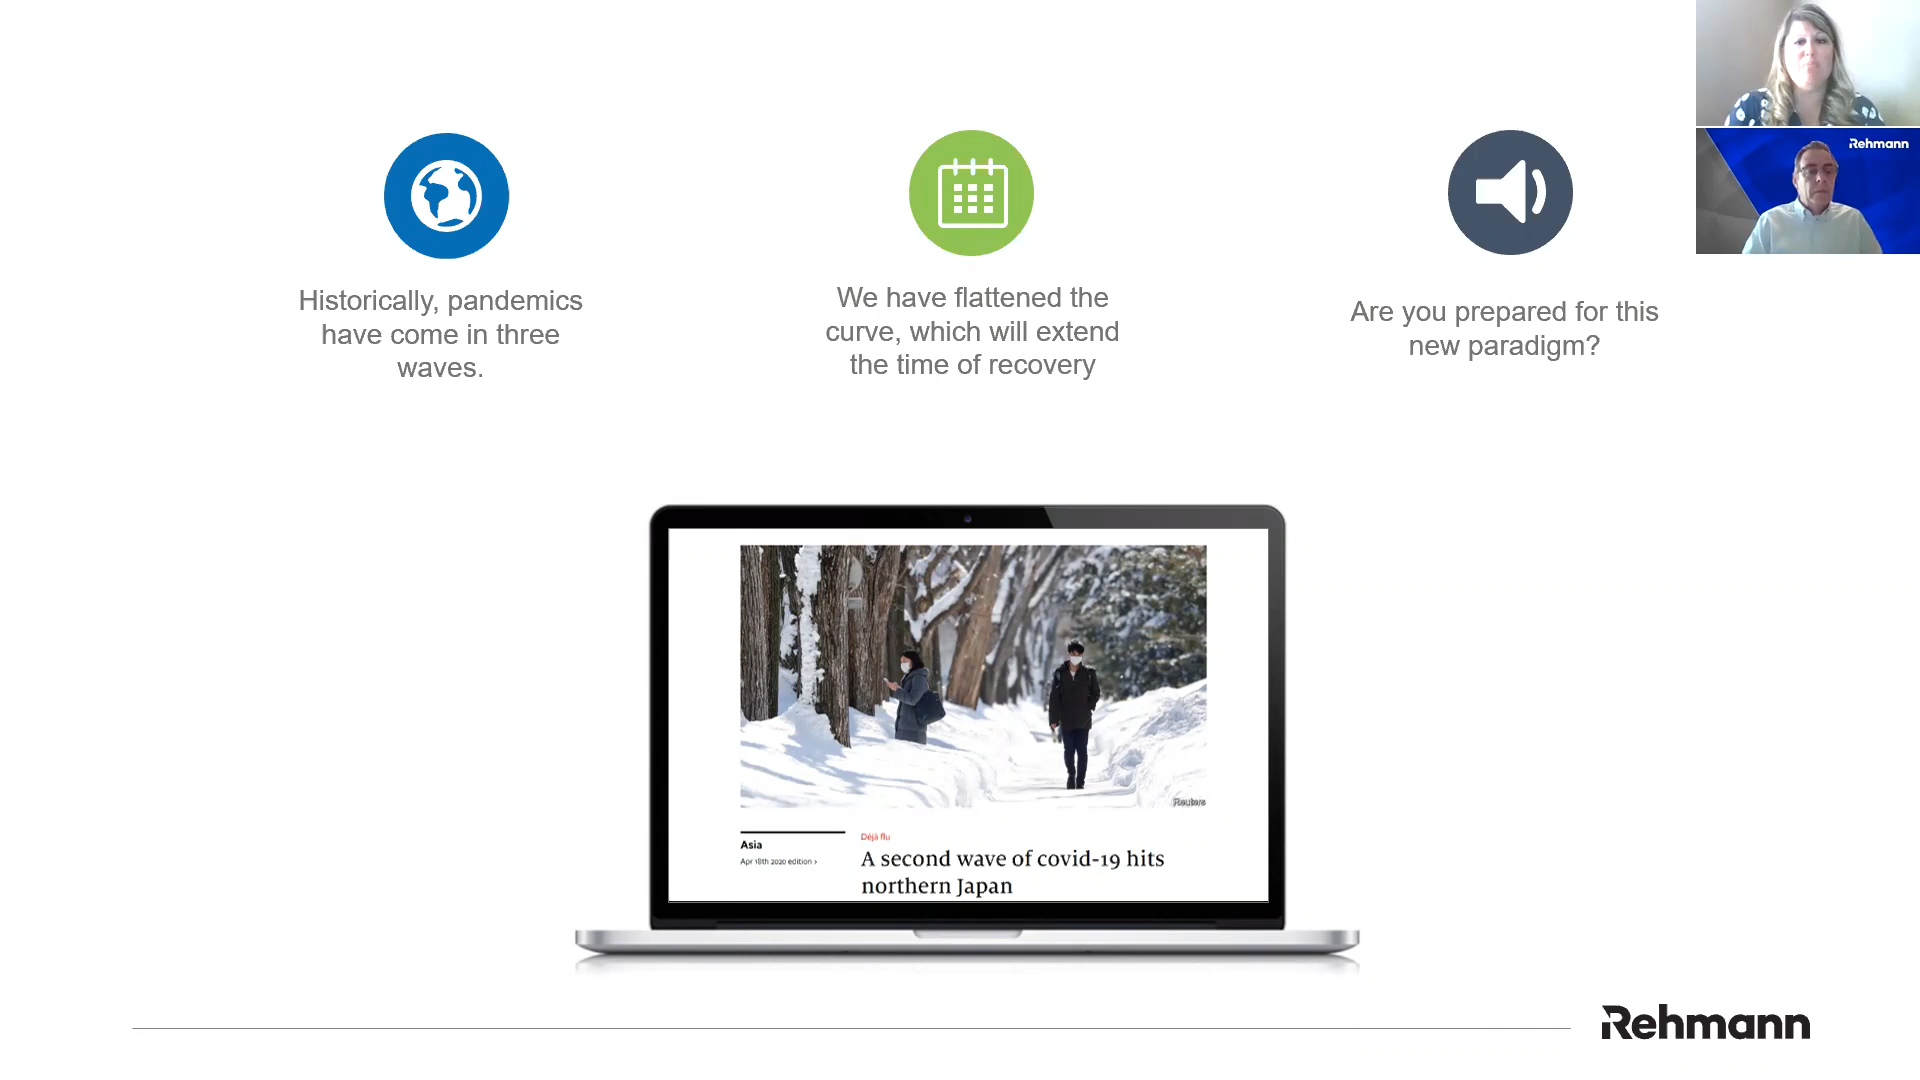 Rehmann
Historically, pandemics
have come in three
waves.
We have flattened the
curve, which will extend
the time of recovery
Are you prepared for this
new paradigm?
Reuters
Asia
Apr 18th 2020 edition ›
Déjà flu
A second wave of covid-19 hits
northern Japan
Rehmann